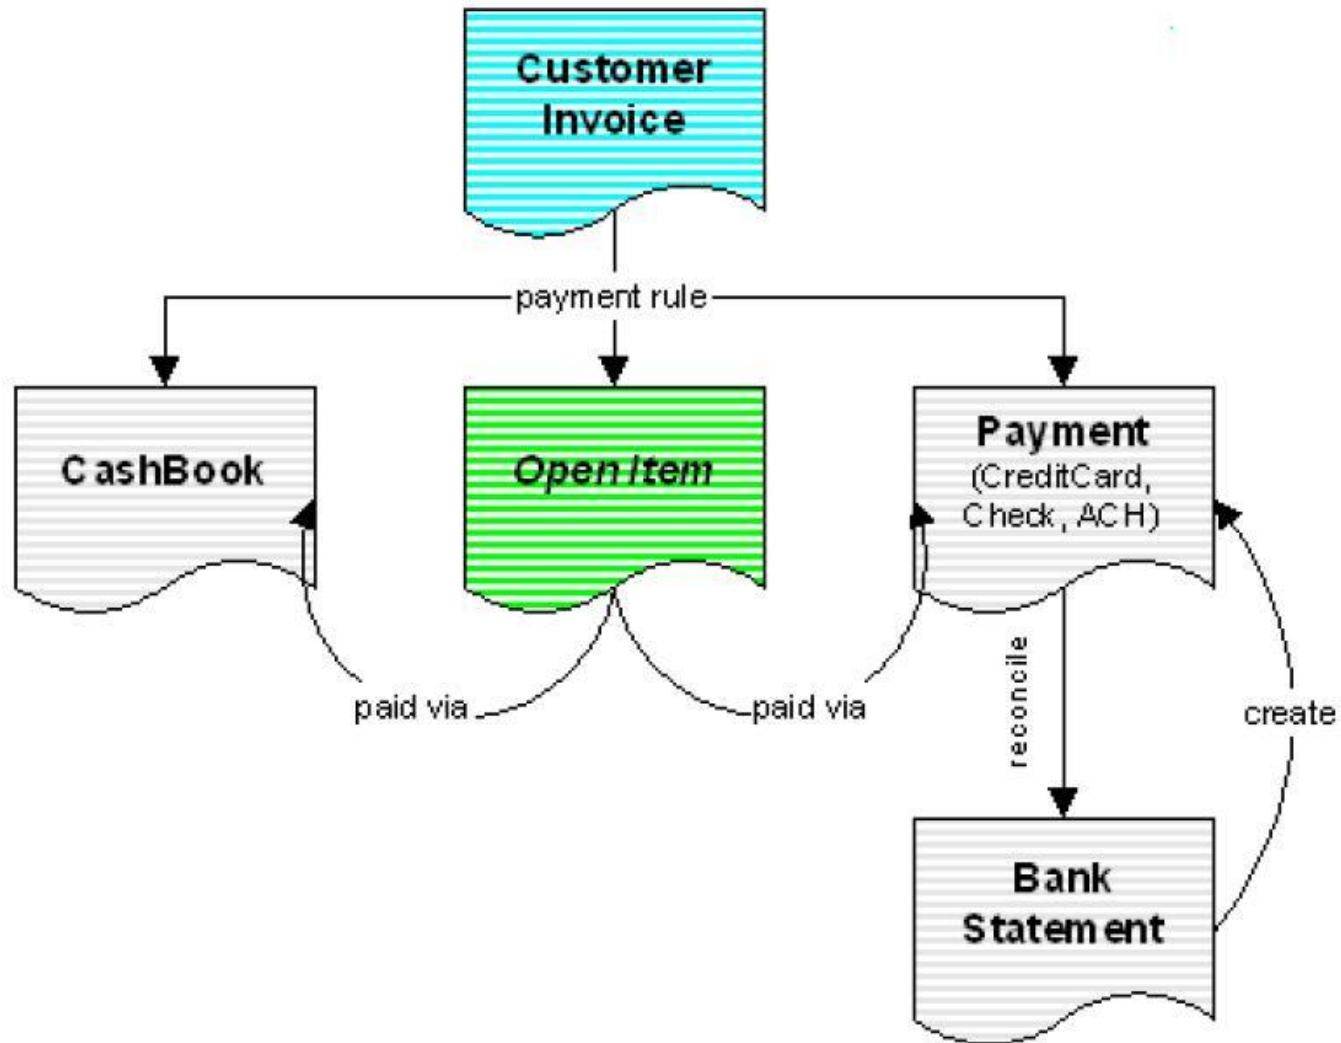 Customer
Invoice
payment rule
CashBook
Open Item
Payment
(CreditCard,
Check, ACH)
paid via
paid via
reconcile
create
Bank
Statement